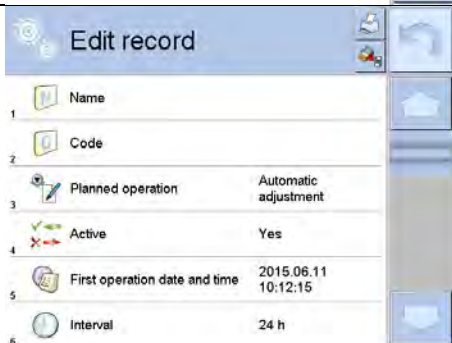 Edit record
1 Name
2 Code
3 Planned operation Automatic
adjustment
4 Active Yes
5 First operation date and time 2015.06.11
10:12:15
6 Interval 24 h